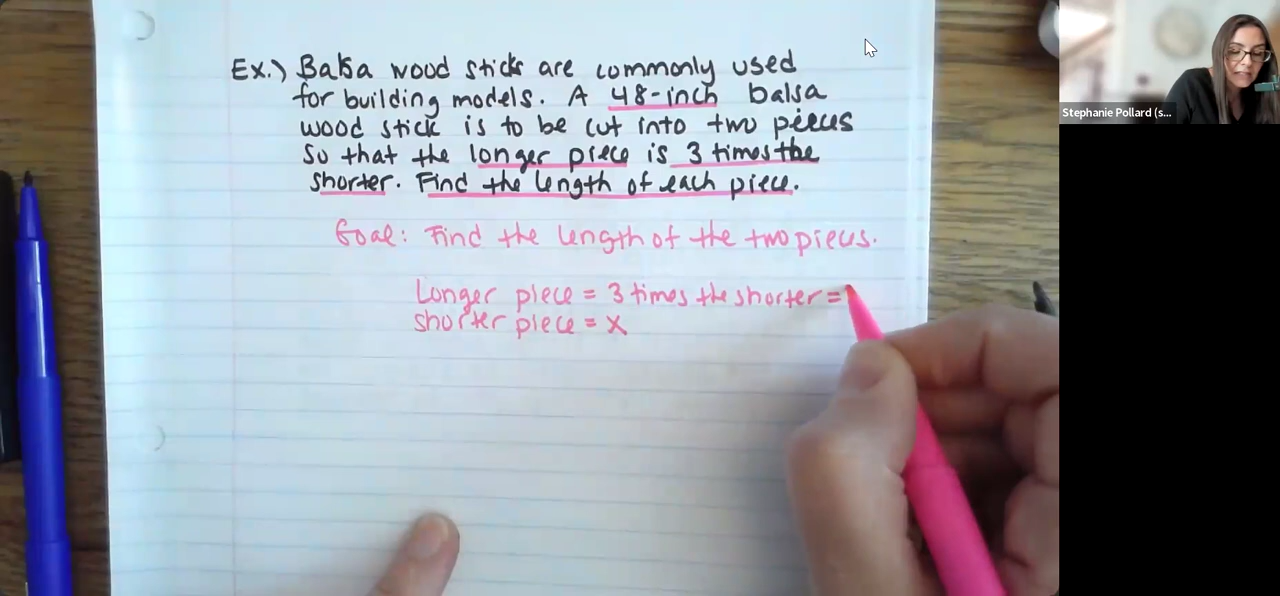 Ex.) Balsa wood sticks are commonly used
for building models. A 48-inch balsa
wood stick is to be cut into two pieces
so that the longer piece is 3 times the
shorter. Find the length of each piece.
Goal: Find the length of the two pieces.
Longer piece = 3 times the shorter =
shorter piece = x
Stephanie Pollard (s...